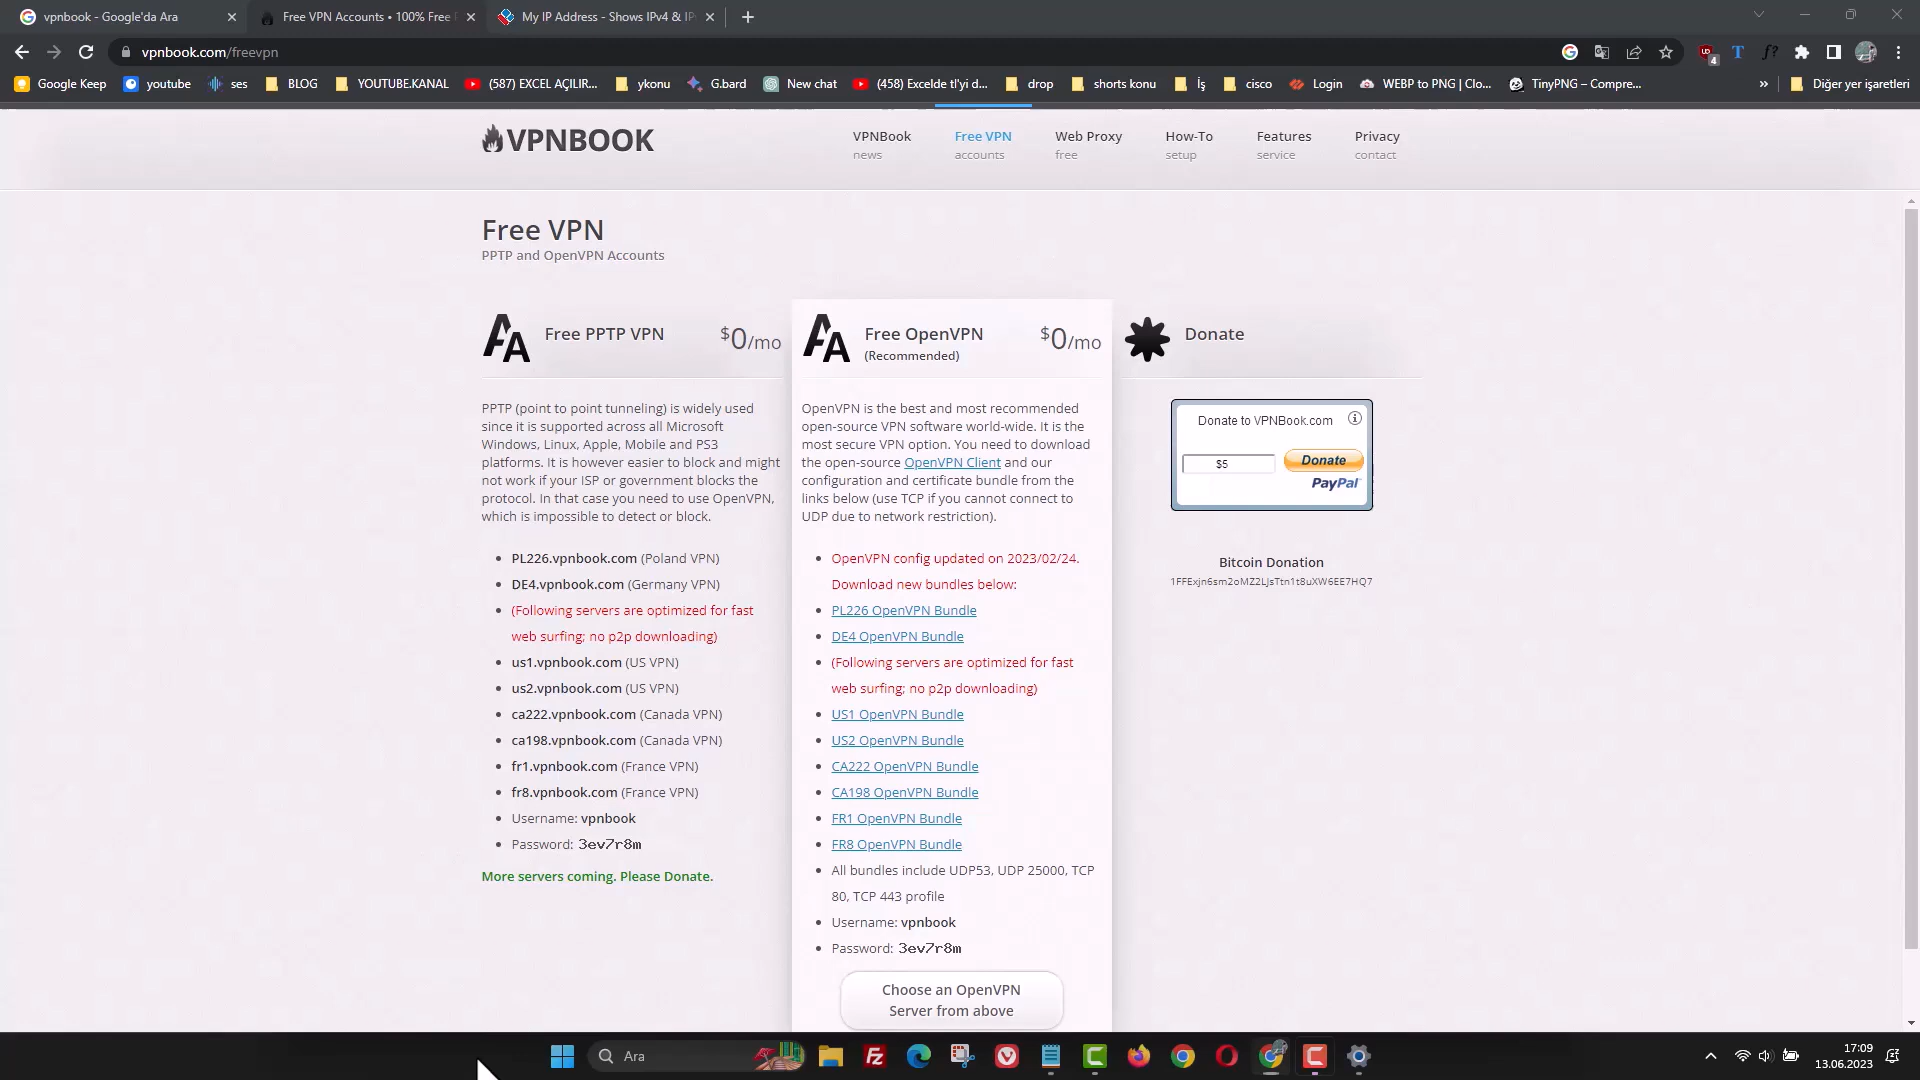 vpnbook - Google'da Ara
Free VPN Accounts • 100% Free
My IP Address - Shows IPv4 & IP
vpnbook.com/freevpn
4
Google Keep
youtube
ses
BLOG
YOUTUBE.KANAL
(587) EXCEL AÇILIR...
ykonu
G.bard
New chat
(458) Excelde tl'yi d...
drop
shorts konu
İş
cisco
Login
WEBP to PNG | Clo...
TinyPNG – Compre...
»
Diğer yer işaretleri
VPNBOOK
VPNBook
news
Free VPN
accounts
Web Proxy
free
How-To
setup
Features
service
Privacy
contact
Free VPN
PPTP and OpenVPN Accounts
Free PPTP VPN
$0/mo
PPTP (point to point tunneling) is widely used
since it is supported across all Microsoft
Windows, Linux, Apple, Mobile and PS3
platforms. It is however easier to block and might
not work if your ISP or government blocks the
protocol. In that case you need to use OpenVPN,
which is impossible to detect or block.
• PL226.vpnbook.com (Poland VPN)
• DE4.vpnbook.com (Germany VPN)
• (Following servers are optimized for fast
web surfing; no p2p downloading)
• us1.vpnbook.com (US VPN)
• us2.vpnbook.com (US VPN)
• ca222.vpnbook.com (Canada VPN)
• ca198.vpnbook.com (Canada VPN)
• fr1.vpnbook.com (France VPN)
• fr8.vpnbook.com (France VPN)
• Username: vpnbook
• Password: 3ev7r8m
More servers coming. Please Donate.
Free OpenVPN
(Recommended)
$0/mo
OpenVPN is the best and most recommended
open-source VPN software world-wide. It is the
most secure VPN option. You need to download
the open-source OpenVPN Client and our
configuration and certificate bundle from the
links below (use TCP if you cannot connect to
UDP due to network restriction).
• OpenVPN config updated on 2023/02/24.
Download new bundles below:
• PL226 OpenVPN Bundle
• DE4 OpenVPN Bundle
• (Following servers are optimized for fast
web surfing; no p2p downloading)
• US1 OpenVPN Bundle
• US2 OpenVPN Bundle
• CA222 OpenVPN Bundle
• CA198 OpenVPN Bundle
• FR1 OpenVPN Bundle
• FR8 OpenVPN Bundle
• All bundles include UDP53, UDP 25000, TCP
80, TCP 443 profile
• Username: vpnbook
• Password: 3ev7r8m
Choose an OpenVPN
Server from above
Donate
Donate to VPNBook.com
$5
Donate
PayPal
Bitcoin Donation
1FFExjn6sm2oMZ2LJsTtn1t8uXW6EE7HQ7
Ara
17:09
13.06.2023